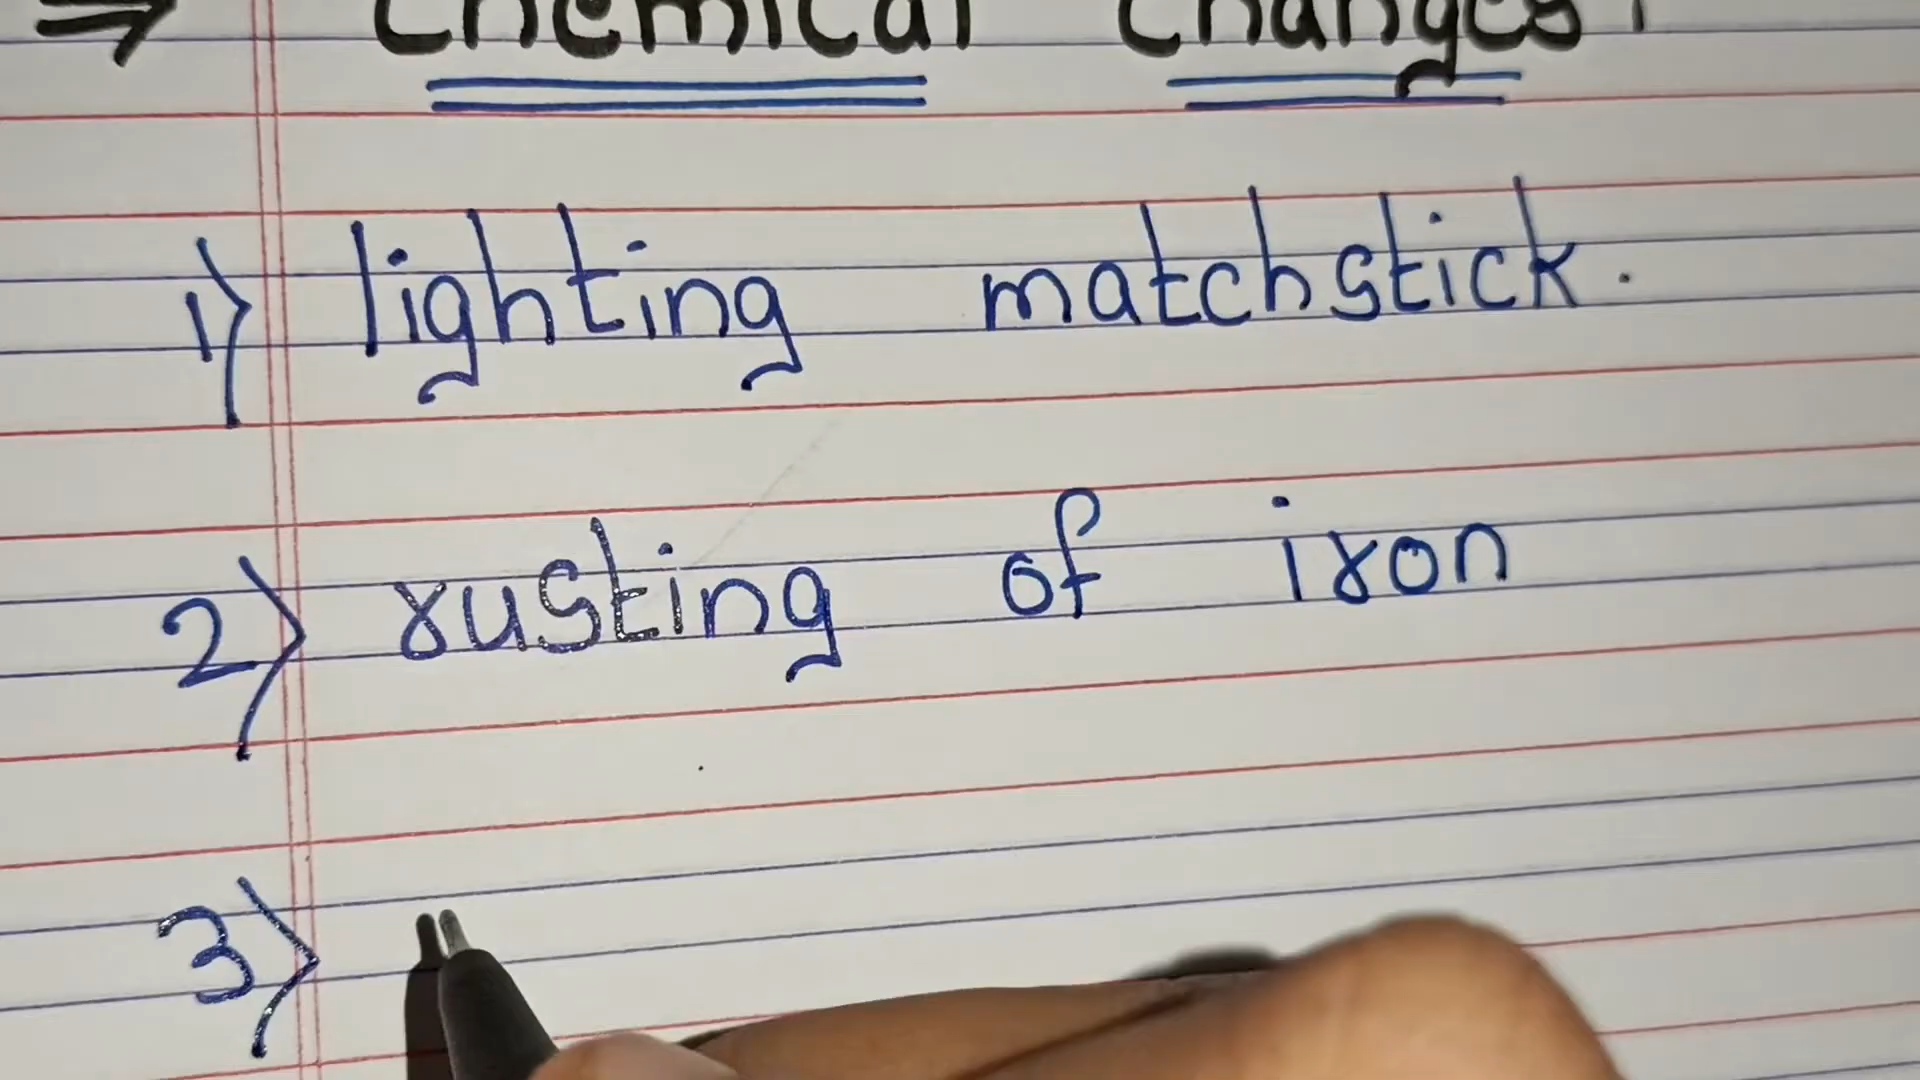 ⇒ Chemical Changes :
1) lighting matchstick.
2) rusting of iron
3)